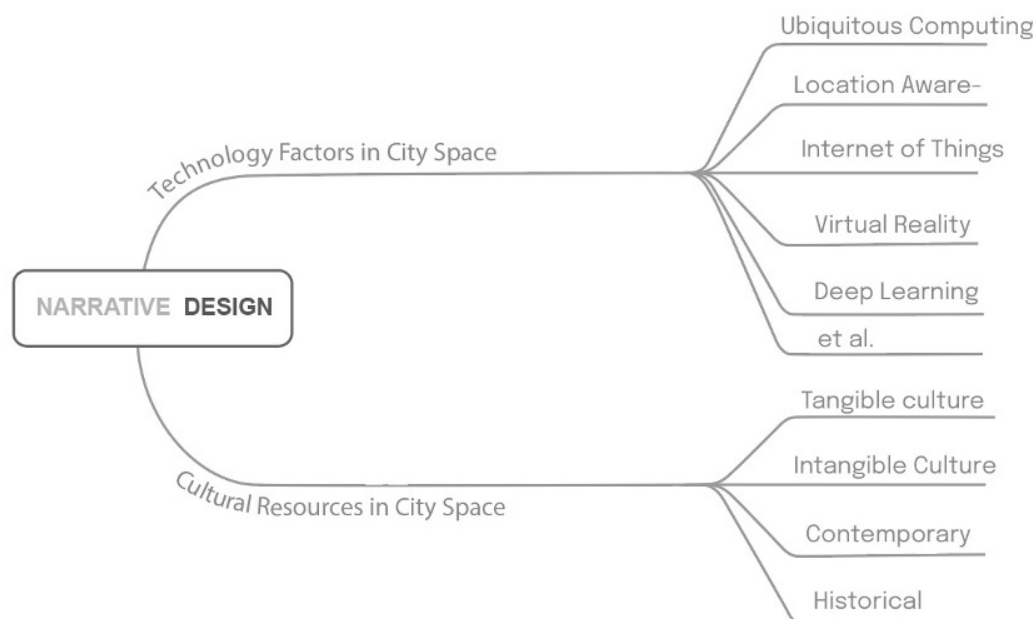 Ubiquitous Computing
Location Aware-
Technology Factors in City Space
Internet of Things
Virtual Reality
NARRATIVE DESIGN
Deep Learning
et al.
Tangible culture
Intangible Culture
Cultural Resources in City Space
Contemporary
Historical